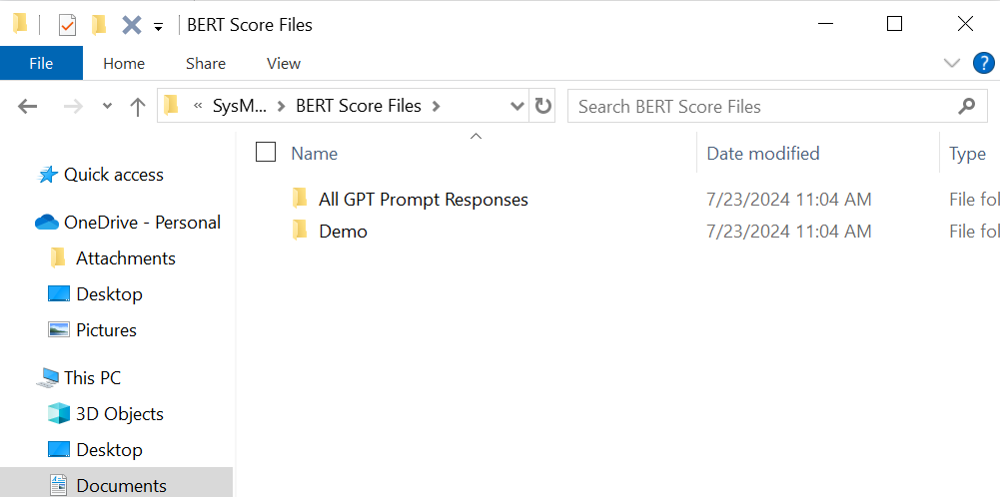 BERT Score Files
File Home Share View
« SysM... BERT Score Files Search BERT Score Files
Name Date modified Type
Quick access
All GPT Prompt Responses 7/23/2024 11:04 AM File fol
OneDrive - Personal
Demo 7/23/2024 11:04 AM File fol
Attachments
Desktop
Pictures
This PC
3D Objects
Desktop
Documents